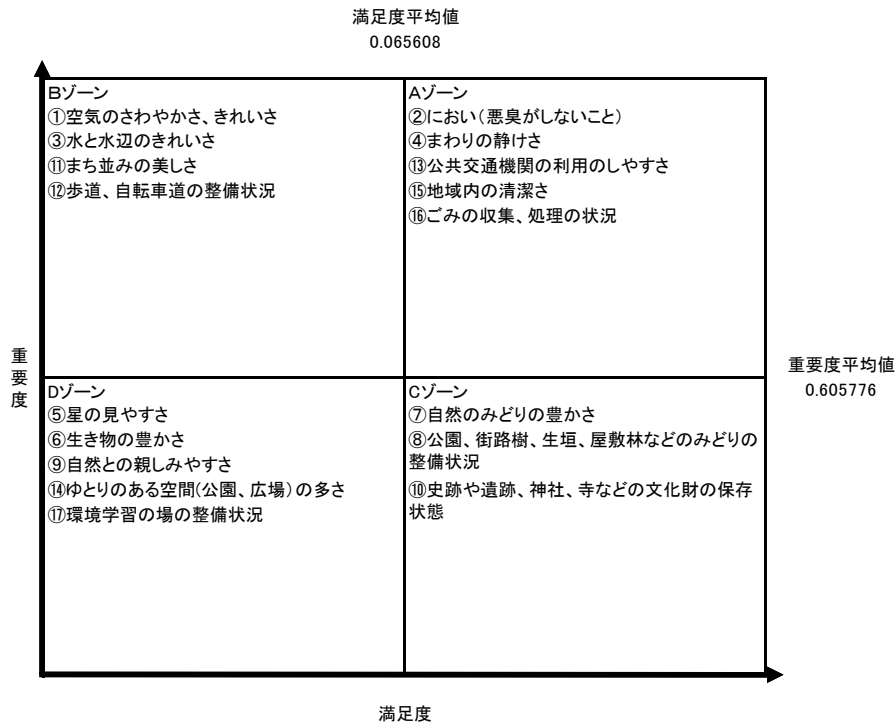 満足度平均値
0.065608
Bゾーン
①空気のさわやかさ、きれいさ
③水と水辺のきれいさ
⑪まち並みの美しさ
⑫歩道、自転車道の整備状況
Aゾーン
②におい(悪臭がしないこと)
④まわりの静けさ
⑬公共交通機関の利用のしやすさ
⑮地域内の清潔さ
⑯ごみの収集、処理の状況
重要度
重要度平均値
0.605776
Dゾーン
⑤星の見やすさ
⑥生き物の豊かさ
⑨自然との親しみやすさ
⑭ゆとりのある空間(公園、広場)の多さ
⑰環境学習の場の整備状況
Cゾーン
⑦自然のみどりの豊かさ
⑧公園、街路樹、生垣、屋敷林などのみどりの
整備状況
⑩史跡や遺跡、神社、寺などの文化財の保存
状態
満足度